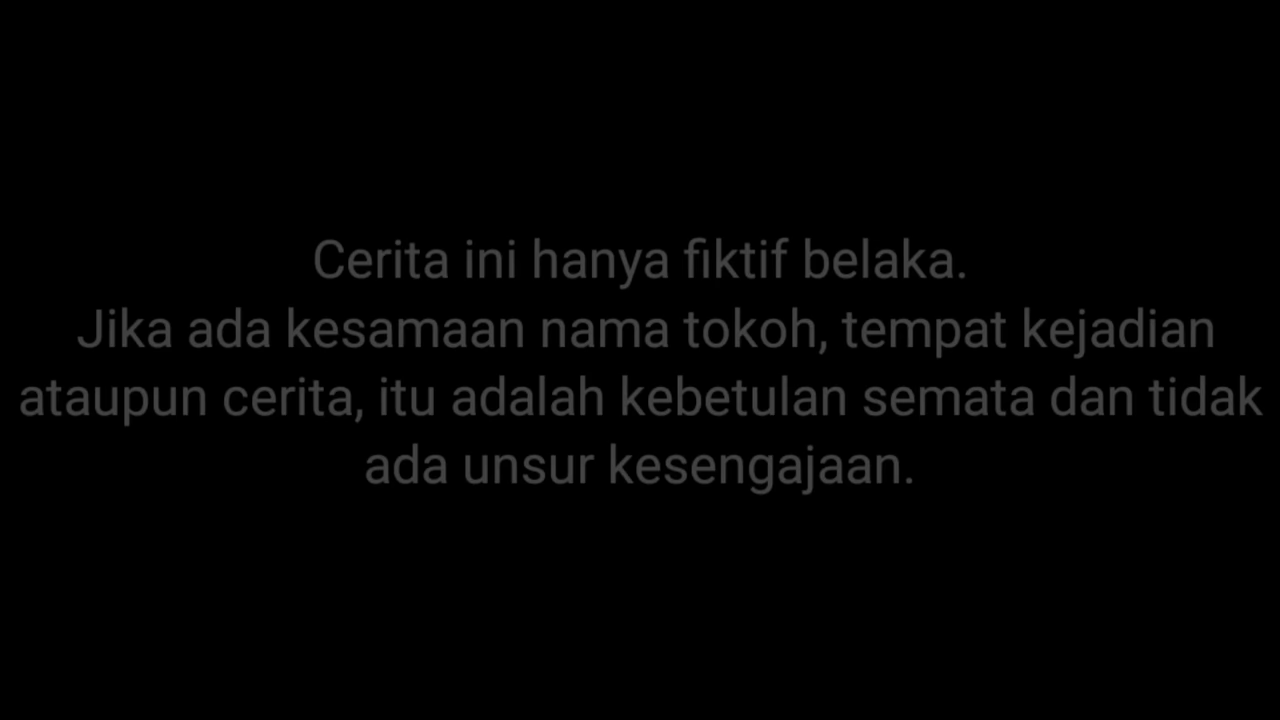 Cerita ini hanya fiktif belaka.
Jika ada kesamaan nama tokoh, tempat kejadian
ataupun cerita, itu adalah kebetulan semata dan tidak
ada unsur kesengajaan.